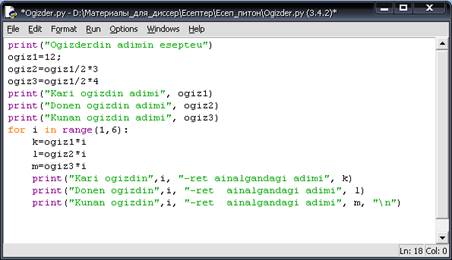 *Ogizder.py - D:\Материалы_для_диссер\Есептер\Есеп_питон\Ogizder.py (3.4.2)*
File Edit Format Run Options Windows Help
print("Ogizderdin adimin esepteu")
ogiz1=12;
ogiz2=ogiz1/2*3
ogiz3=ogiz1/2*4
print("Kari ogizdin adimi", ogiz1)
print("Donen ogizdin adimi", ogiz2)
print("Kunan ogizdin adimi", ogiz3)
for i in range(1,6):
    k=ogiz1*i
    l=ogiz2*i
    m=ogiz3*i
    print("Kari ogizdin",i, "-ret ainalgandagi adimi", k)
    print("Donen ogizdin",i, "-ret  ainalgandagi adimi", l)
    print("Kunan ogizdin",i, "-ret  ainalgandagi adimi", m, "\n")
Ln: 18 Col: 0